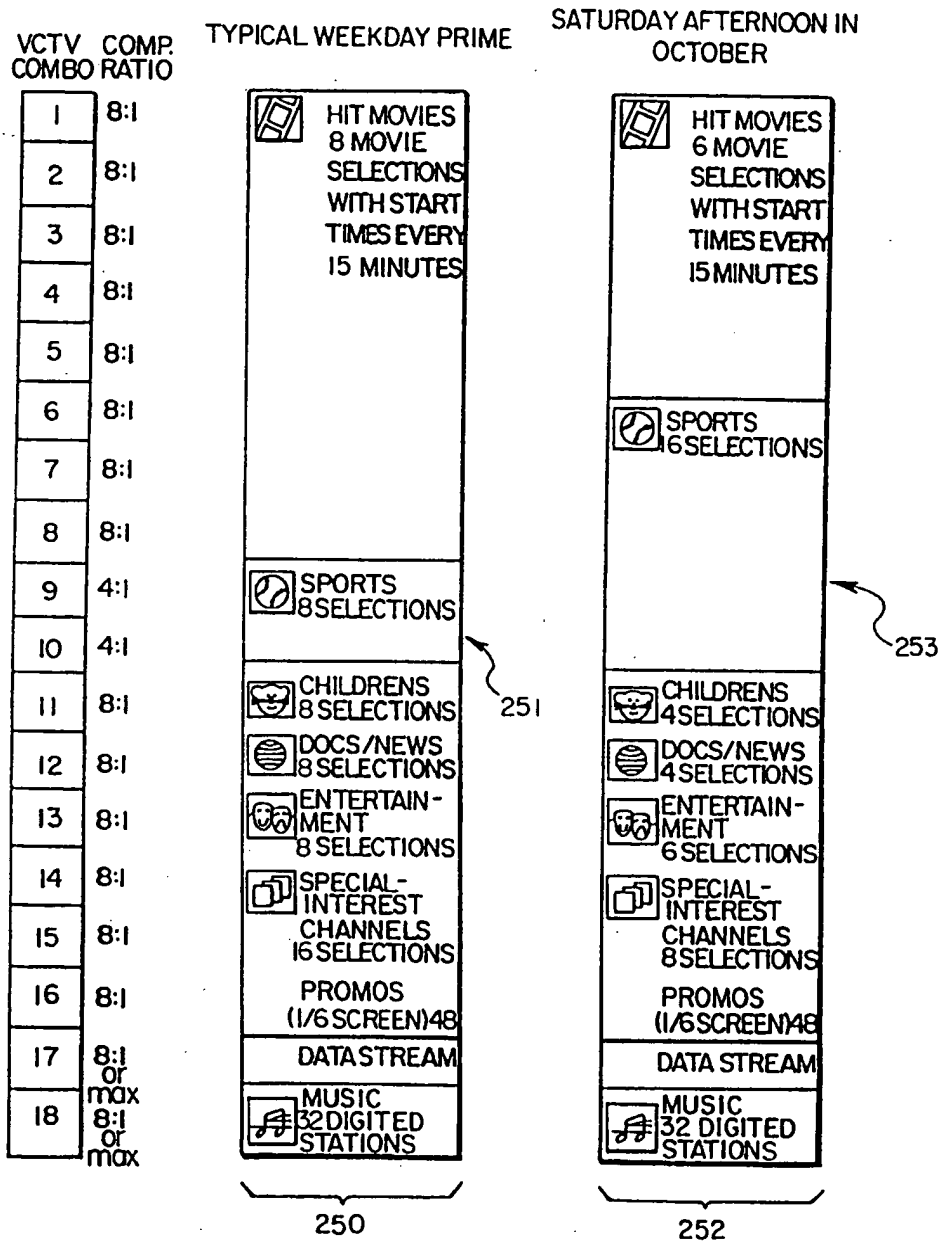 VCTV COMP.
COMBO RATIO
1 8:1
2 8:1
3 8:1
4 8:1
5 8:1
6 8:1
7 8:1
8 8:1
9 4:1
10 4:1
11 8:1
12 8:1
13 8:1
14 8:1
15 8:1
16 8:1
17 8:1
or
max
18 8:1
or
max
TYPICAL WEEKDAY PRIME
HIT MOVIES
8 MOVIE
SELECTIONS
WITH START
TIMES EVERY
15 MINUTES
SPORTS
8 SELECTIONS
251
CHILDRENS
8 SELECTIONS
DOCS/NEWS
8 SELECTIONS
ENTERTAIN-
MENT
8 SELECTIONS
SPECIAL-
INTEREST
CHANNELS
16 SELECTIONS
PROMOS
(1/6 SCREEN)48
DATA STREAM
MUSIC
32 DIGITED
STATIONS
250
SATURDAY AFTERNOON IN
OCTOBER
HIT MOVIES
6 MOVIE
SELECTIONS
WITH START
TIMES EVERY
15 MINUTES
SPORTS
16 SELECTIONS
253
CHILDRENS
4 SELECTIONS
DOCS/NEWS
4 SELECTIONS
ENTERTAIN-
MENT
6 SELECTIONS
SPECIAL-
INTEREST
CHANNELS
8 SELECTIONS
PROMOS
(1/6 SCREEN)48
DATA STREAM
MUSIC
32 DIGITED
STATIONS
252